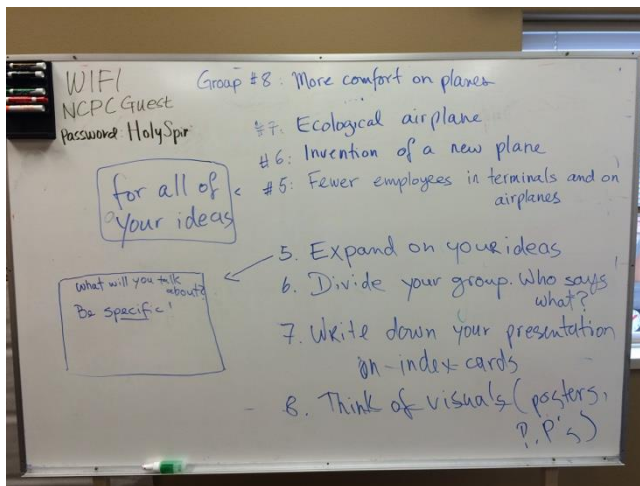 WIFI
NCPC Guest
Password: HolySpir
Group #8: More comfort on planes
#7: Ecological airplane
#6: Invention of a new plane
#5: Fewer employees in terminals and on
airplanes
for all of
your ideas
5. Expand on your ideas
6. Divide your group. Who says
what?
7. Write down your presentation
on index cards
8. Think of visuals (posters,
P.P's)
what will you talk
about?
Be specific!